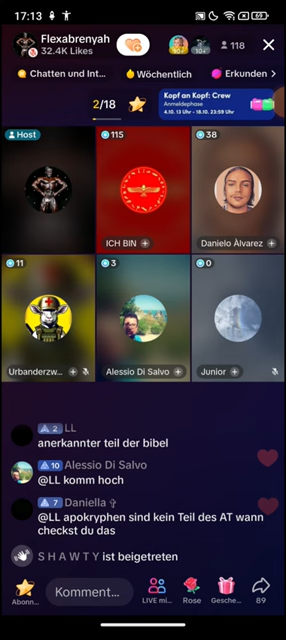 17:13
69
Flexabrenyah
32.4K Likes
10+
10+
118
Chatten und Int...
Wöchentlich
Erkunden
2/18
Kopf an Kopf: Crew
Anmeldephase
4.10. 13 Uhr - 18.10. 23:59 Uhr
Host
115
38
ICH BIN
Danielo Àlvarez
11
3
0
Urbanderzw...
Alessio Di Salvo
Junior
2 LL
anerkannter teil der bibel
10 Alessio Di Salvo
@LL komm hoch
7 Daniella ✞
@LL apokryphen sind kein Teil des AT wann
checkst du das
S H A W T Y ist beigetreten
Abonn...
Komment...
LIVE mi...
Rose
Gesche...
89